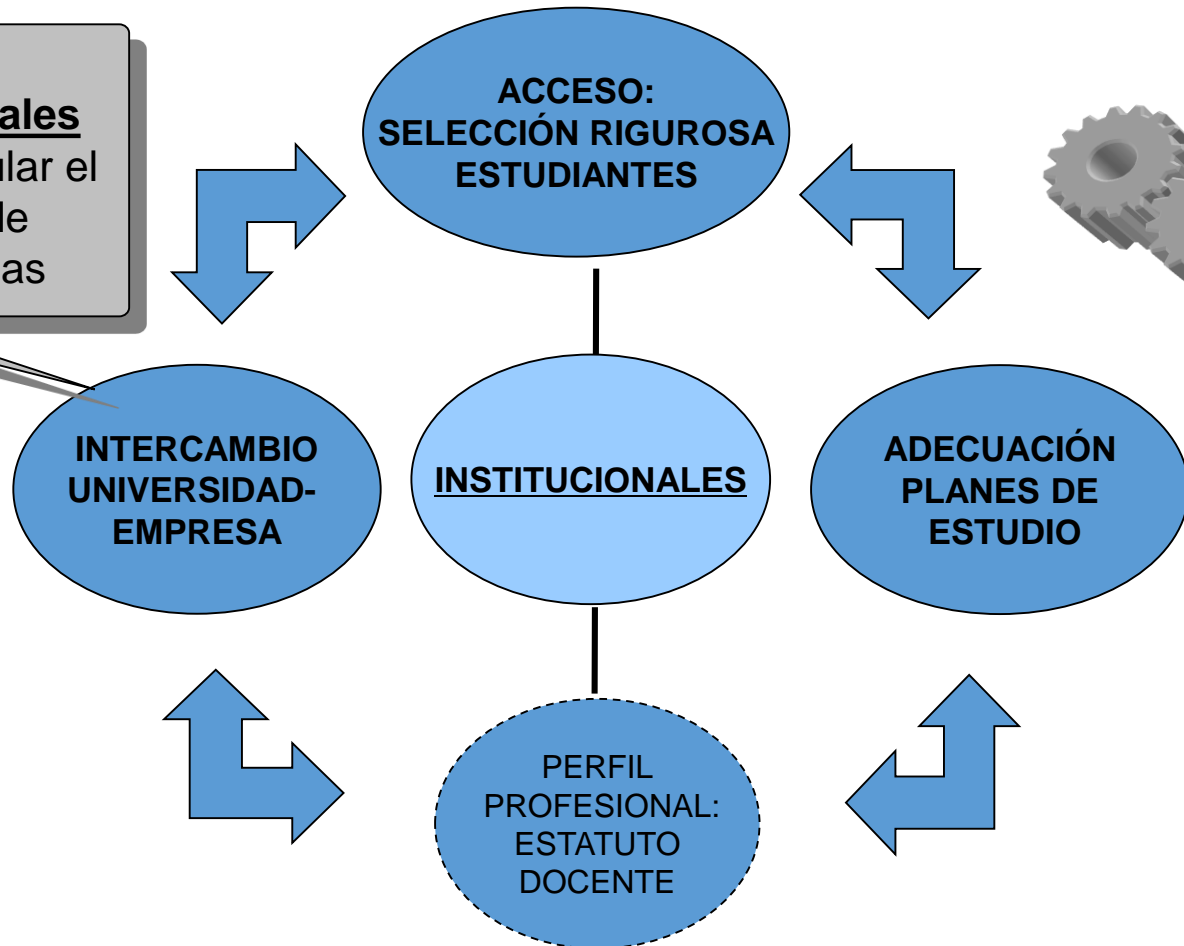 ales
ular el
de
as
ACCESO:
SELECCIÓN RIGUROSA
ESTUDIANTES
INTERCAMBIO
UNIVERSIDAD-
EMPRESA
INSTITUCIONALES
ADECUACIÓN
PLANES DE
ESTUDIO
PERFIL
PROFESIONAL:
ESTATUTO
DOCENTE